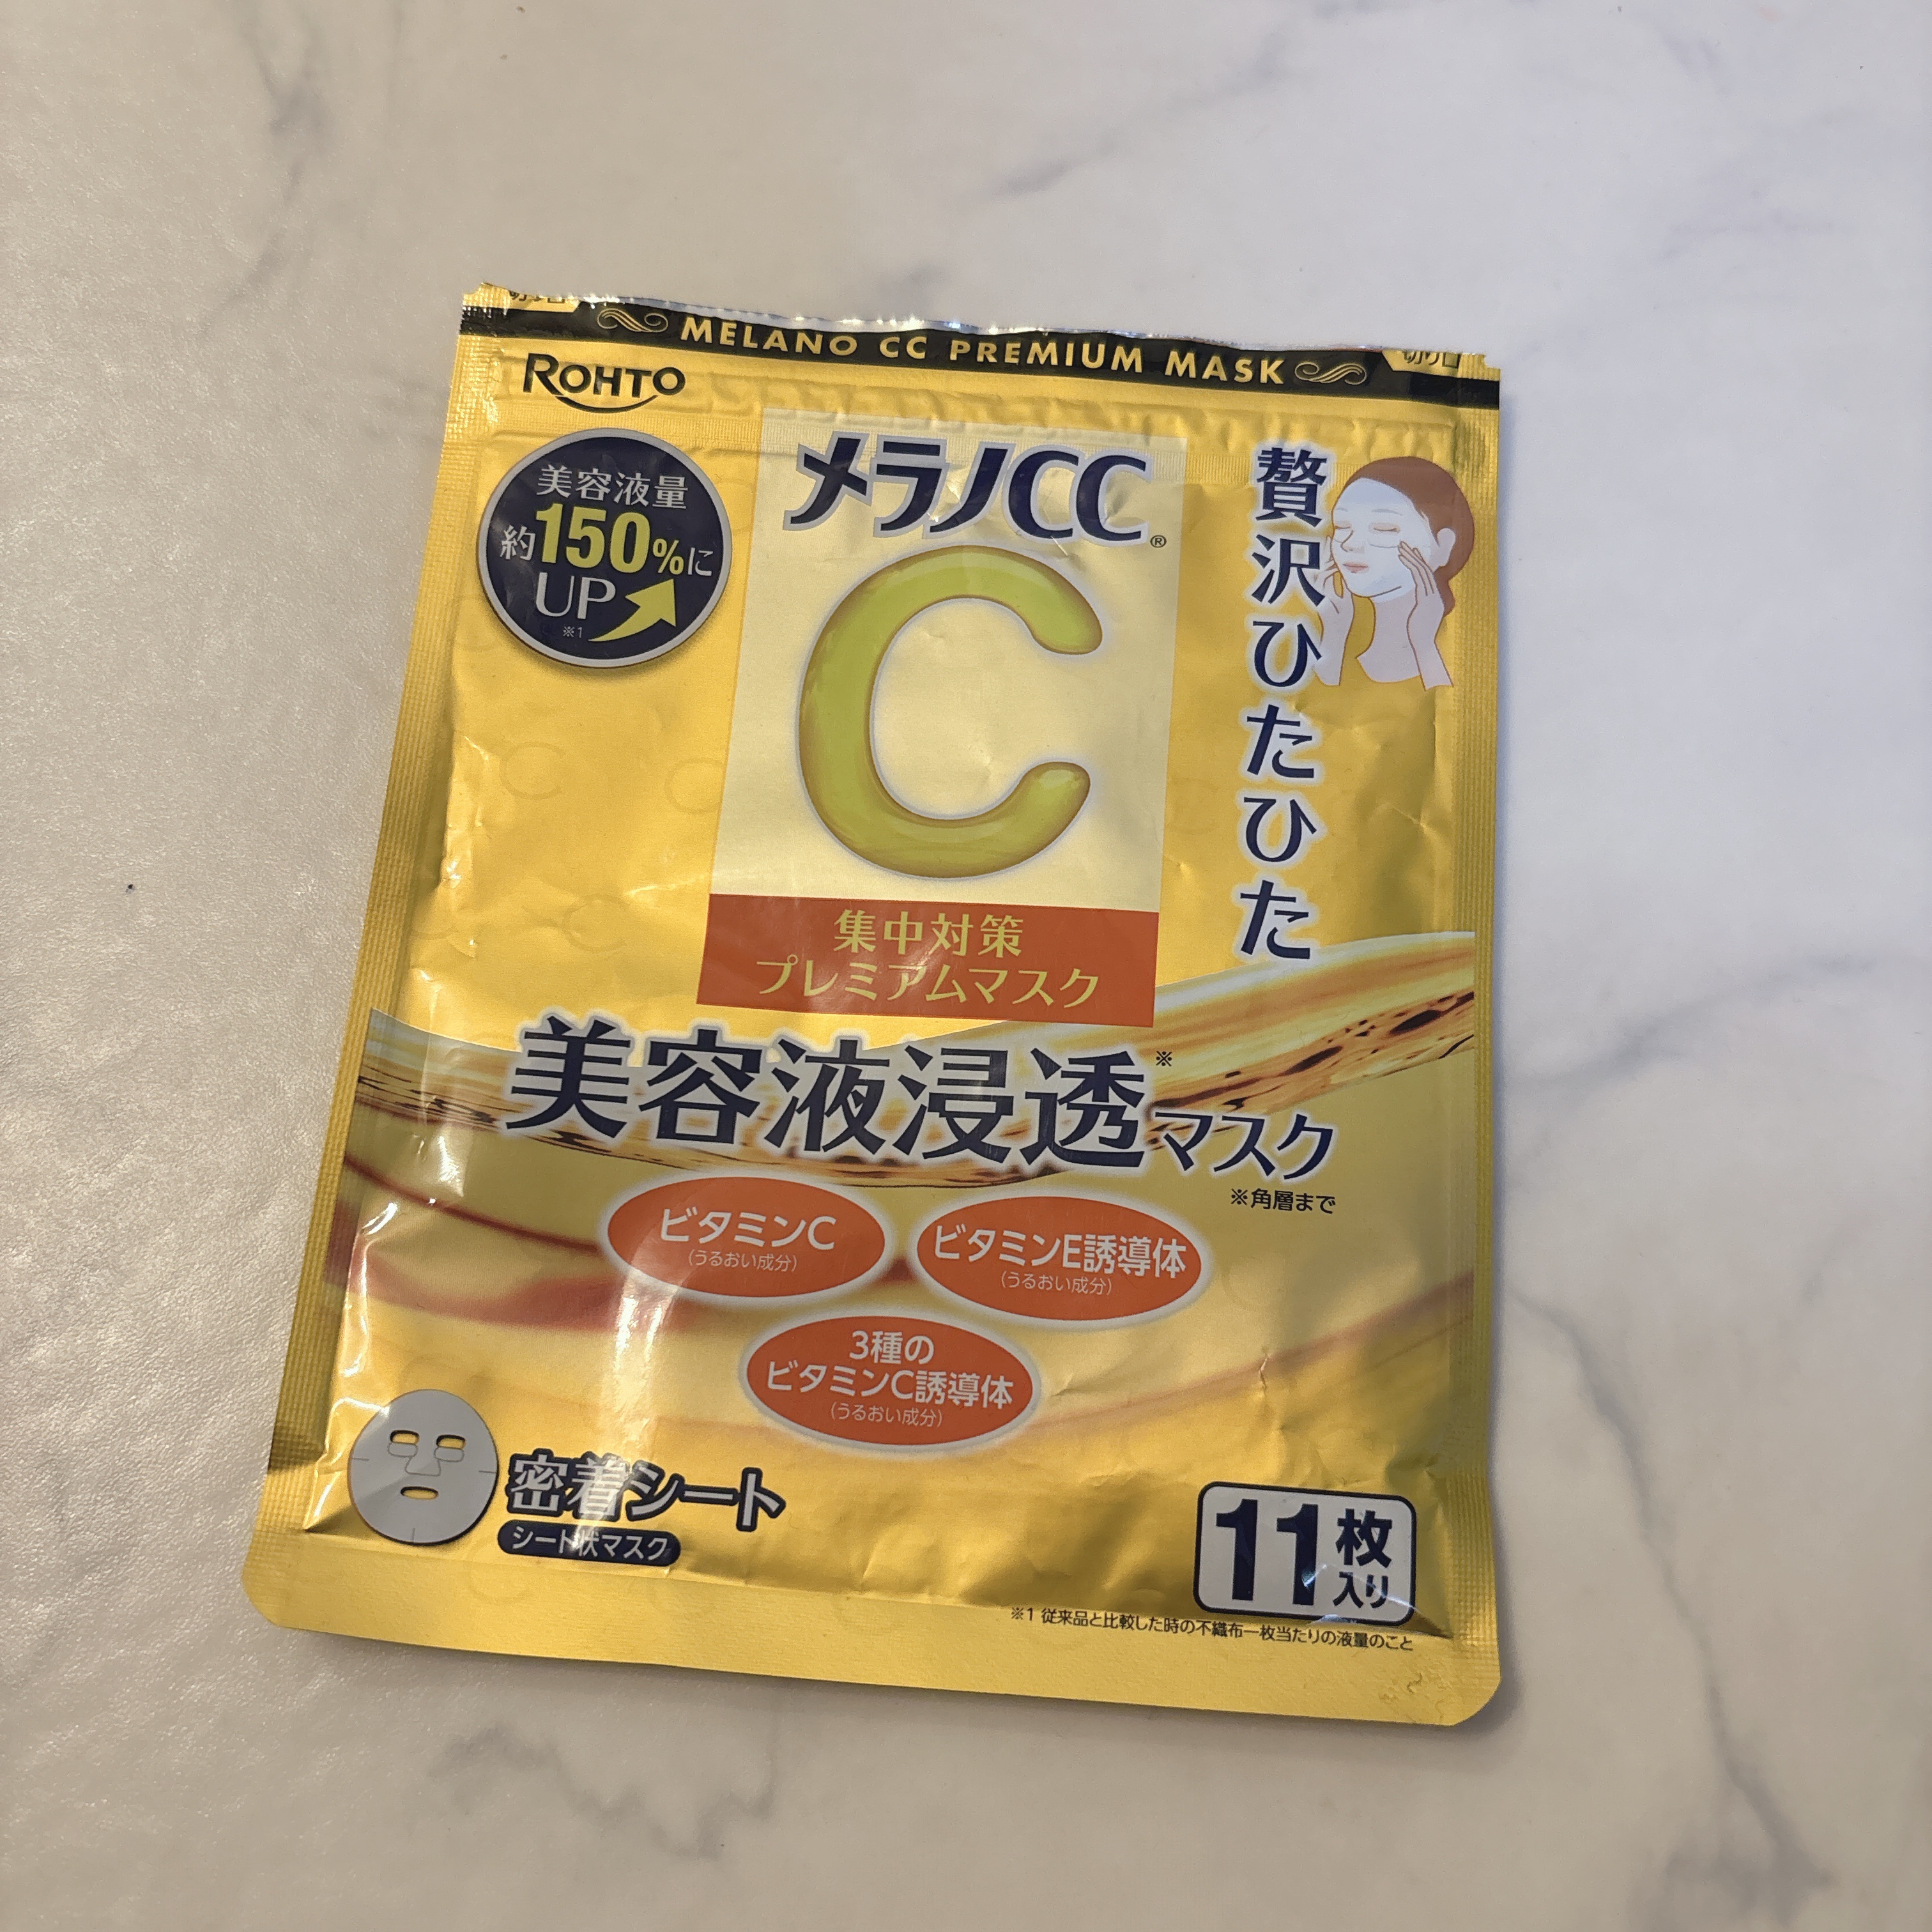 切り口
MELANO CC PREMIUM MASK
切り口
ROHTO
美容液量
約150%に
UP
※1
メラノCC®
C
贅沢ひたひた
集中対策
プレミアムマスク
美容液浸透※マスク
※角層まで
ビタミンC
(うるおい成分)
ビタミンE誘導体
(うるおい成分)
3種の
ビタミンC誘導体
(うるおい成分)
密着シート
シート状マスク
11枚
入り
※1 従来品と比較した時の不織布一枚当たりの液量のこと